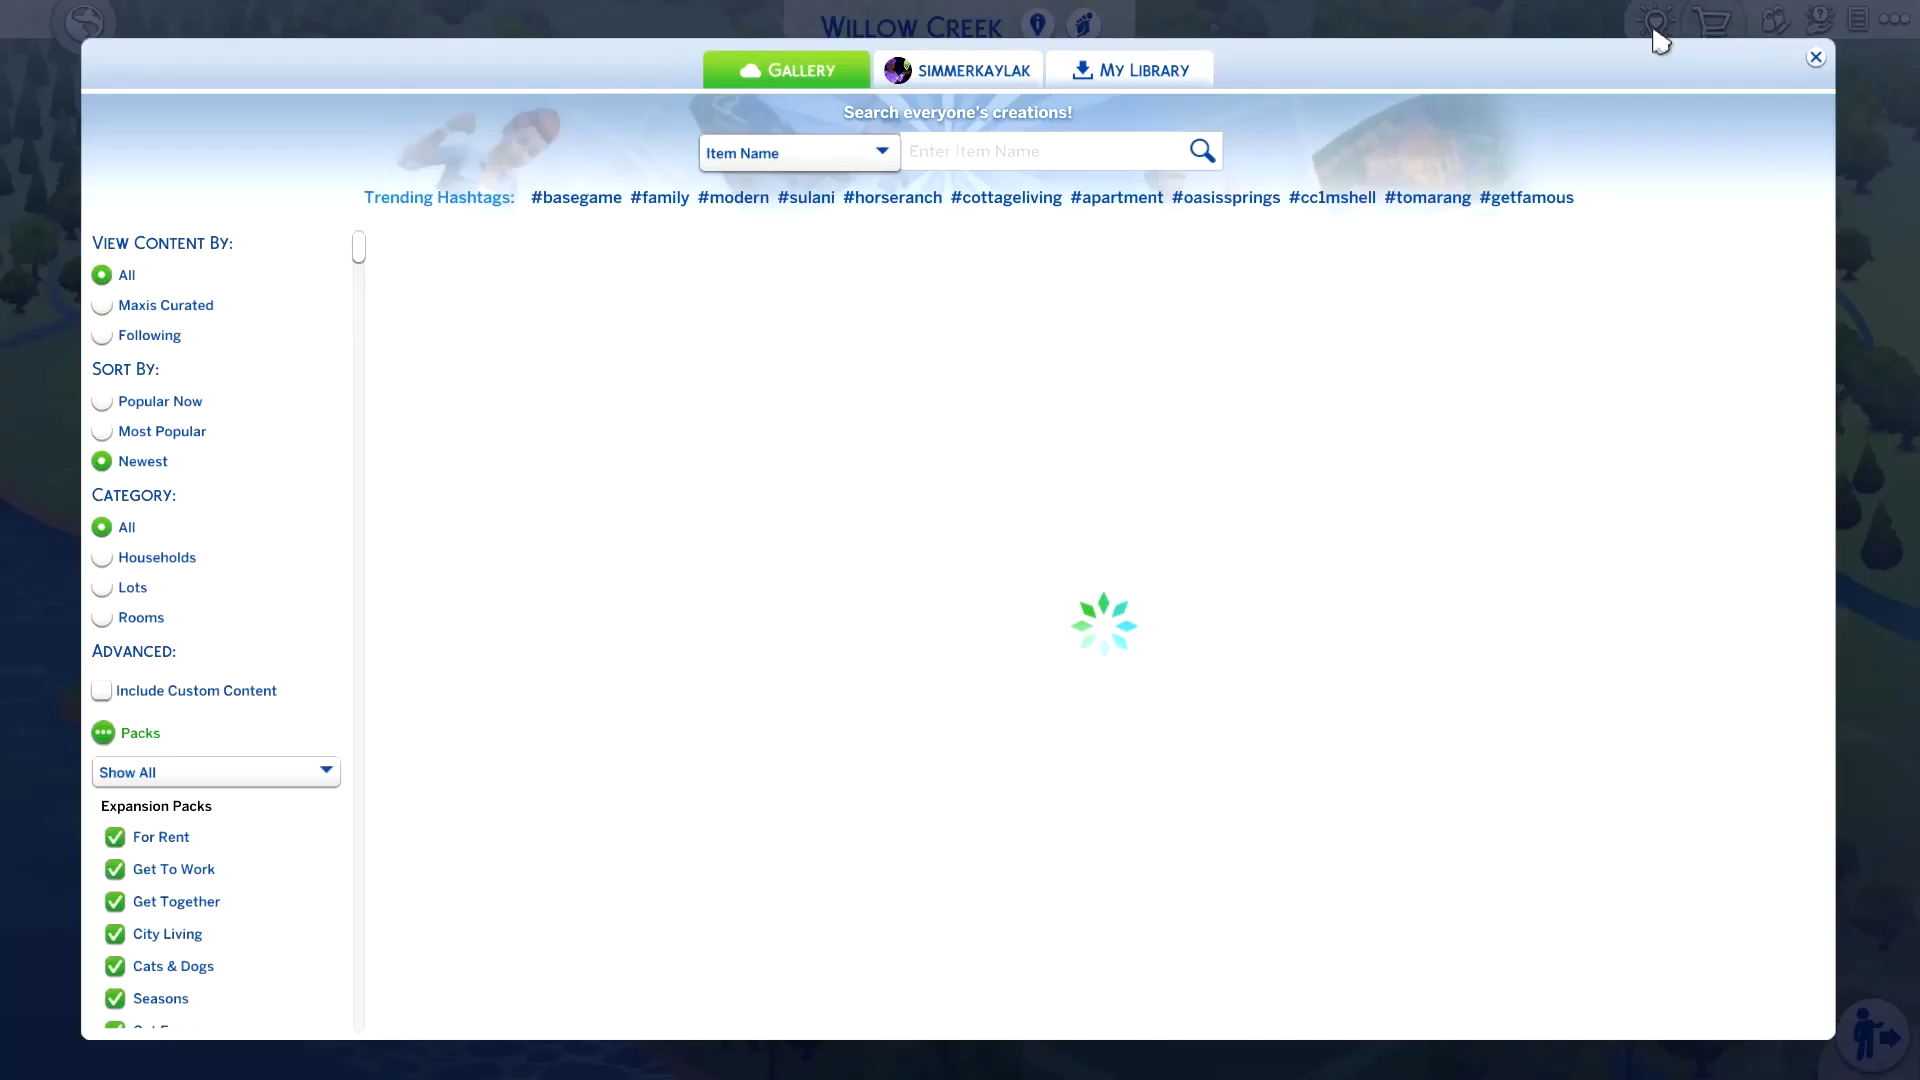 Willow Creek
Gallery
SIMMERKAYLAK
My Library
Search everyone's creations!
Item Name
Enter Item Name
Trending Hashtags: #basegame #family #modern #sulani #horseranch #cottageliving #apartment #oasissprings #cc1mshell #tomarang #getfamous
View Content By:
All
Maxis Curated
Following
Sort By:
Popular Now
Most Popular
Newest
Category:
All
Households
Lots
Rooms
Advanced:
Include Custom Content
Packs
Show All
Expansion Packs
For Rent
Get To Work
Get Together
City Living
Cats & Dogs
Seasons